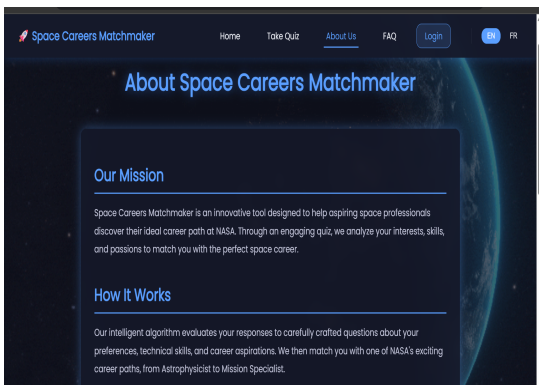 🚀 Space Careers Matchmaker Home Take Quiz About Us FAQ Login EN FR
About Space Careers Matchmaker
Our Mission
Space Careers Matchmaker is an innovative tool designed to help aspiring space professionals
discover their ideal career path at NASA. Through an engaging quiz, we analyze your interests, skills,
and passions to match you with the perfect space career.
How It Works
Our intelligent algorithm evaluates your responses to carefully crafted questions about your
preferences, technical skills, and career aspirations. We then match you with one of NASA's exciting
career paths, from Astrophysicist to Mission Specialist.